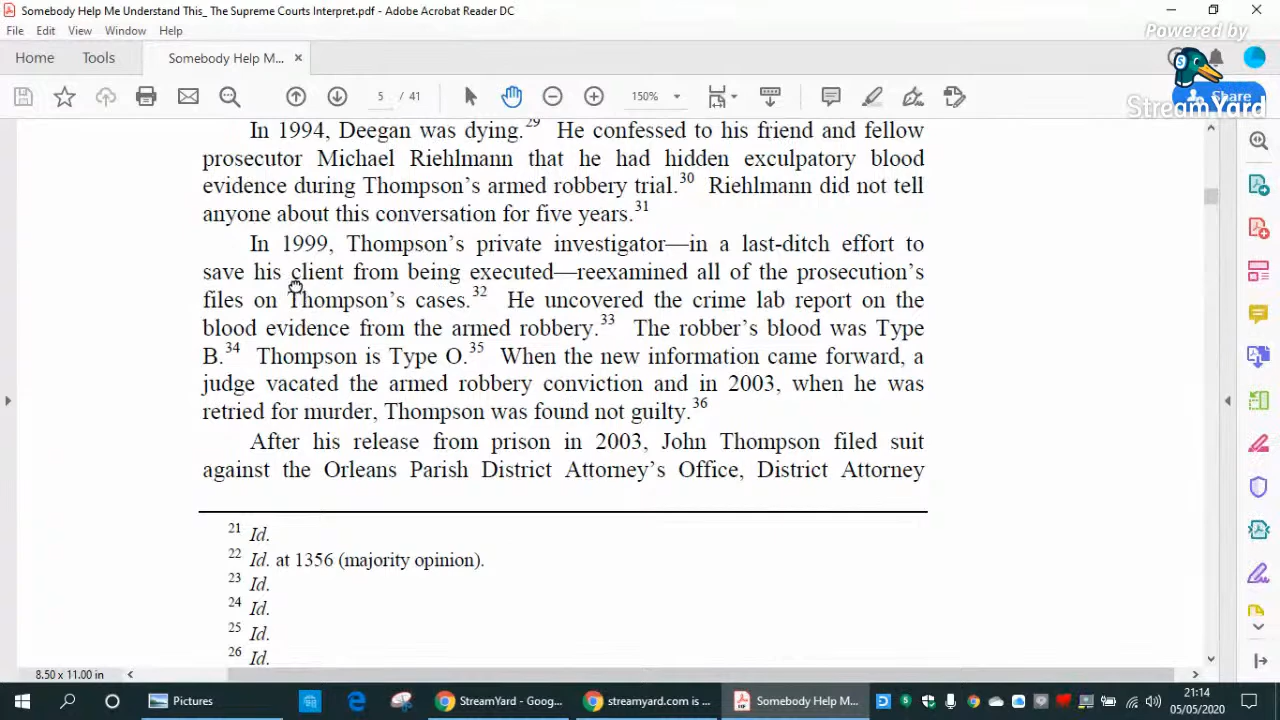 Somebody Help Me Understand This_ The Supreme Courts Interpret.pdf - Adobe Acrobat Reader DC
File Edit View Window Help
Powered by
StreamYard
Home Tools Somebody Help M... ×
5 / 41 150% Share
In 1994, Deegan was dying.29 He confessed to his friend and fellow
prosecutor Michael Riehlmann that he had hidden exculpatory blood
evidence during Thompson’s armed robbery trial.30 Riehlmann did not tell
anyone about this conversation for five years.31
In 1999, Thompson’s private investigator—in a last-ditch effort to
save his client from being executed—reexamined all of the prosecution’s
files on Thompson’s cases.32 He uncovered the crime lab report on the
blood evidence from the armed robbery.33 The robber’s blood was Type
B.34 Thompson is Type O.35 When the new information came forward, a
judge vacated the armed robbery conviction and in 2003, when he was
retried for murder, Thompson was found not guilty.36
After his release from prison in 2003, John Thompson filed suit
against the Orleans Parish District Attorney’s Office, District Attorney
21 Id.
22 Id. at 1356 (majority opinion).
23 Id.
24 Id.
25 Id.
26 Id.
8.50 x 11.00 in
Pictures StreamYard - Goog... streamyard.com is ... Somebody Help M... 21:14
05/05/2020